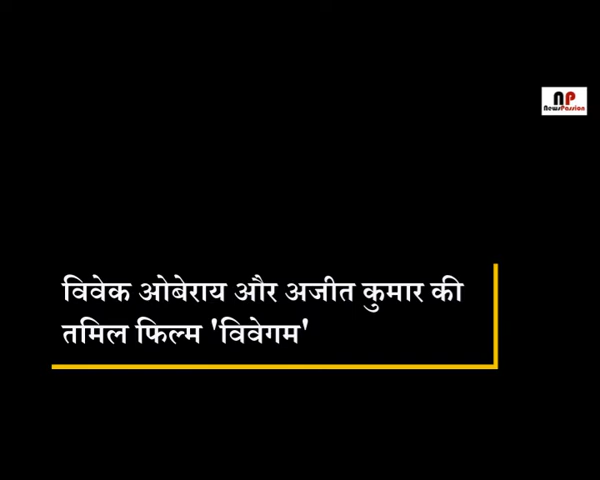 NP
NewsPassion
विवेक ओबेराय और अजीत कुमार की
तमिल फिल्म 'विवेगम'